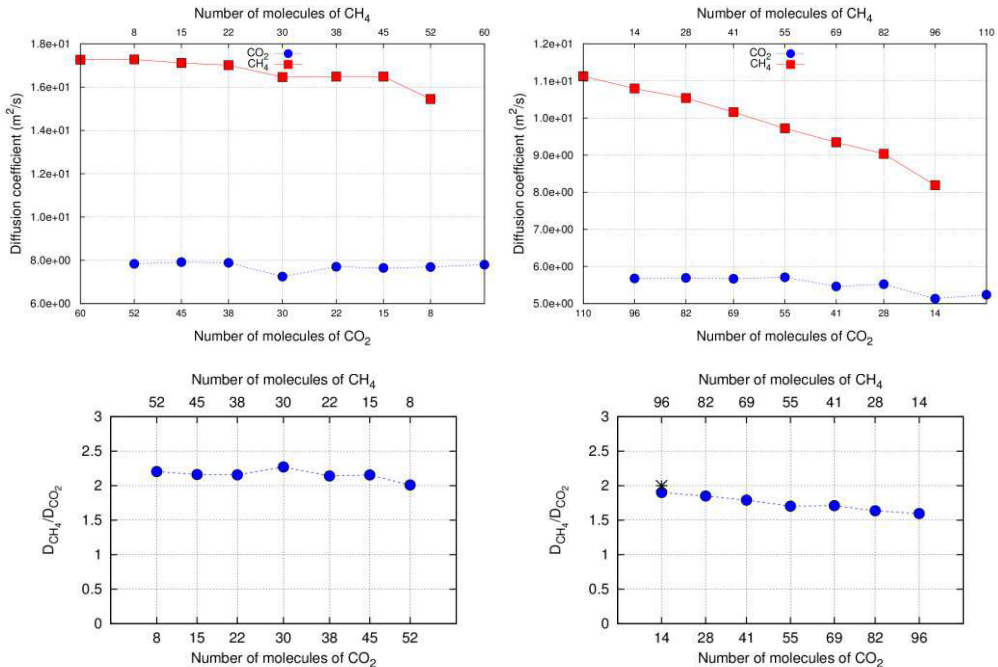 Number of molecules of CH4
8 15 22 30 38 45 52 60
1.8e+01
1.6e+01
1.4e+01
1.2e+01
1.0e+01
8.0e+00
6.0e+00
Diffusion coefficient (m²/s)
CO2
CH4
60 52 45 38 30 22 15 8
Number of molecules of CO2
Number of molecules of CH4
14 28 41 55 69 82 96 110
1.2e+01
1.1e+01
1.0e+01
9.0e+00
8.0e+00
7.0e+00
6.0e+00
5.0e+00
Diffusion coefficient (m²/s)
CO2
CH4
110 96 82 69 55 41 28 14
Number of molecules of CO2
Number of molecules of CH4
52 45 38 30 22 15 8
3
2.5
2
1.5
1
0.5
0
DCH4/DCO2
8 15 22 30 38 45 52
Number of molecules of CO2
Number of molecules of CH4
96 82 69 55 41 28 14
3
2.5
2
1.5
1
0.5
0
DCH4/DCO2
14 28 41 55 69 82 96
Number of molecules of CO2